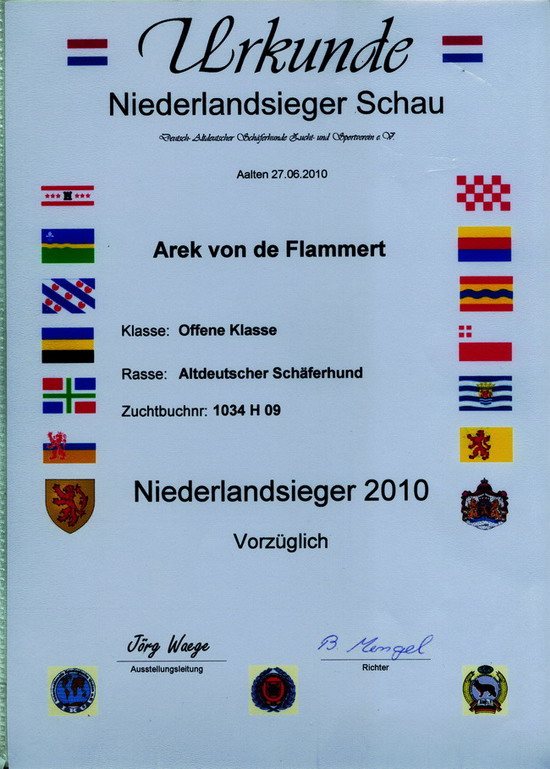 Urkunde
Niederlandsieger Schau
Deutsch-Altdeutscher Schäferhunde Zucht- und Sportverein e.V.
Aalten 27.06.2010
Arek von de Flammert
Klasse: Offene Klasse
Rasse: Altdeutscher Schäferhund
Zuchtbuchnr: 1034 H 09
Niederlandsieger 2010
Vorzüglich
Jörg Waege
B. Mengel
Ausstellungsleitung
Richter